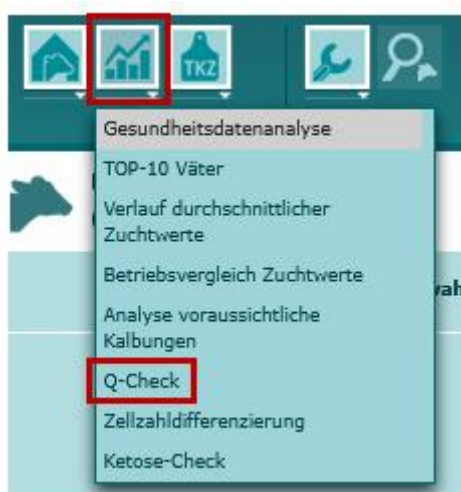 TKZ
Gesundheitsdatenanalyse
TOP-10 Väter
Verlauf durchschnittlicher
Zuchtwerte
Betriebsvergleich Zuchtwerte
Analyse voraussichtliche
Kalbungen
Q-Check
Zellzahldifferenzierung
Ketose-Check